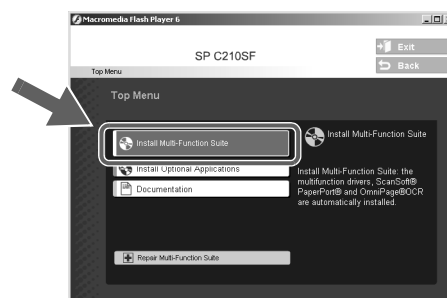 Macromedia Flash Player 6
SP C210SF
Exit
Back
Top Menu
Top Menu
Install Multi-Function Suite
Install Optional Applications
Documentation
Repair Multi-Function Suite
Install Multi-Function Suite
Install Multi-Function Suite: the
multifunction drivers, ScanSoft®
PaperPort® and OmniPage®OCR
are automatically installed.